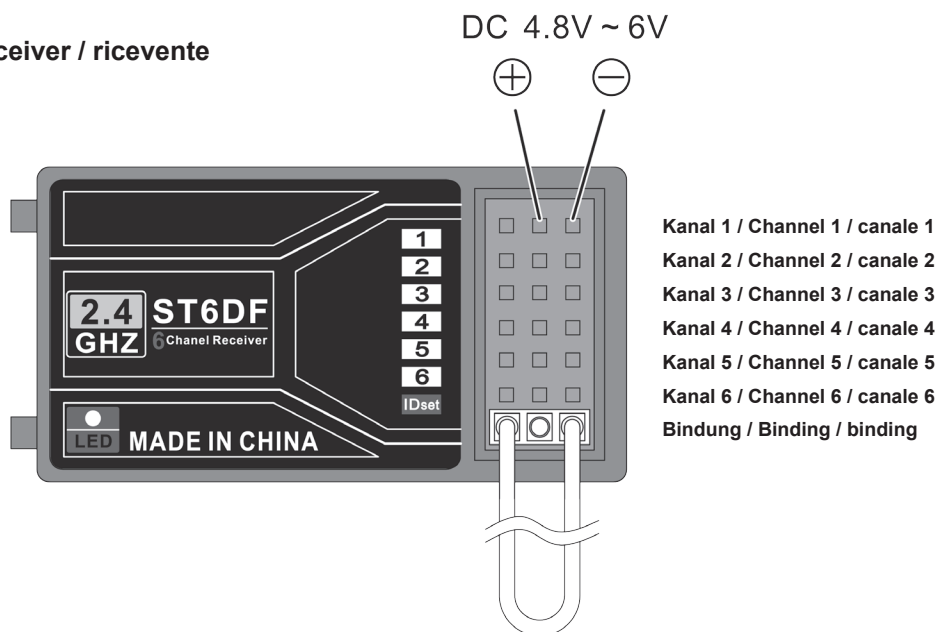 DC 4.8V ~ 6V
ceiver / ricevente
1
2
3
4
5
6
IDset
2.4
GHZ
ST6DF
6 Chanel Receiver
LED
MADE IN CHINA
Kanal 1 / Channel 1 / canale 1
Kanal 2 / Channel 2 / canale 2
Kanal 3 / Channel 3 / canale 3
Kanal 4 / Channel 4 / canale 4
Kanal 5 / Channel 5 / canale 5
Kanal 6 / Channel 6 / canale 6
Bindung / Binding / binding